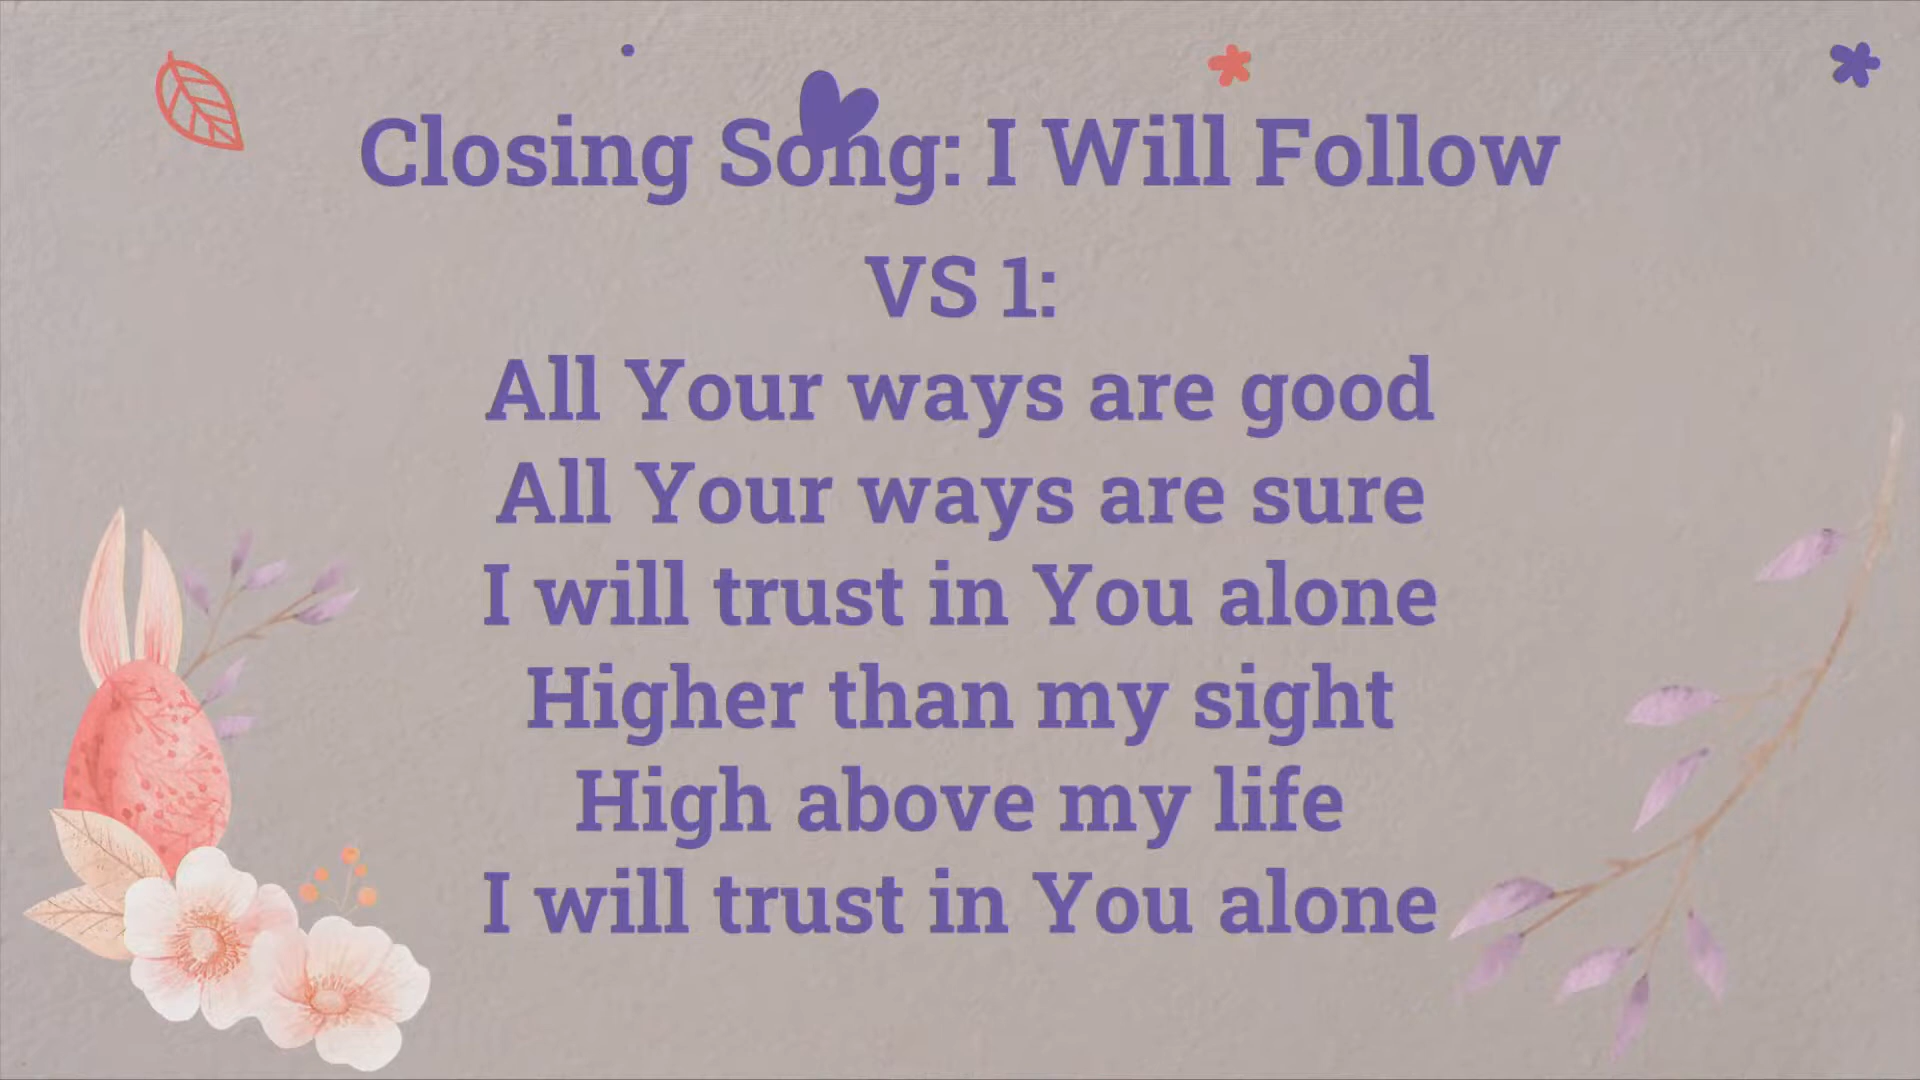 Closing Song: I Will Follow
VS 1:
All Your ways are good
All Your ways are sure
I will trust in You alone
Higher than my sight
High above my life
I will trust in You alone